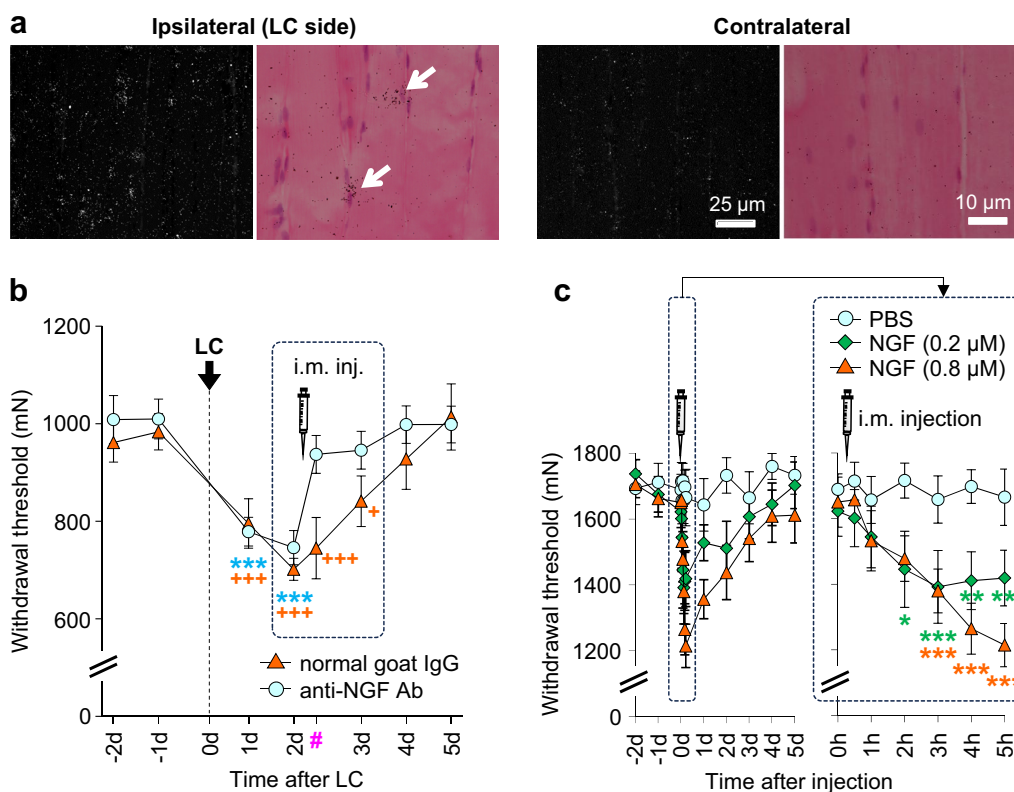 a
Ipsilateral (LC side)
Contralateral
25 µm
10 µm
b
Withdrawal threshold (mN)
1200
1000
800
600
0
LC
i.m. inj.
+
+++
***
+++
***
+++
normal goat IgG
anti-NGF Ab
-2d -1d 0d 1d 2d # 3d 4d 5d
Time after LC
c
PBS
NGF (0.2 µM)
NGF (0.8 µM)
i.m. injection
Withdrawal threshold (mN)
1800
1600
1400
1200
0
* *** ** **
*** *** ***
-2d -1d 0d 1d 2d 3d 4d 5d
0h 1h 2h 3h 4h 5h
Time after injection